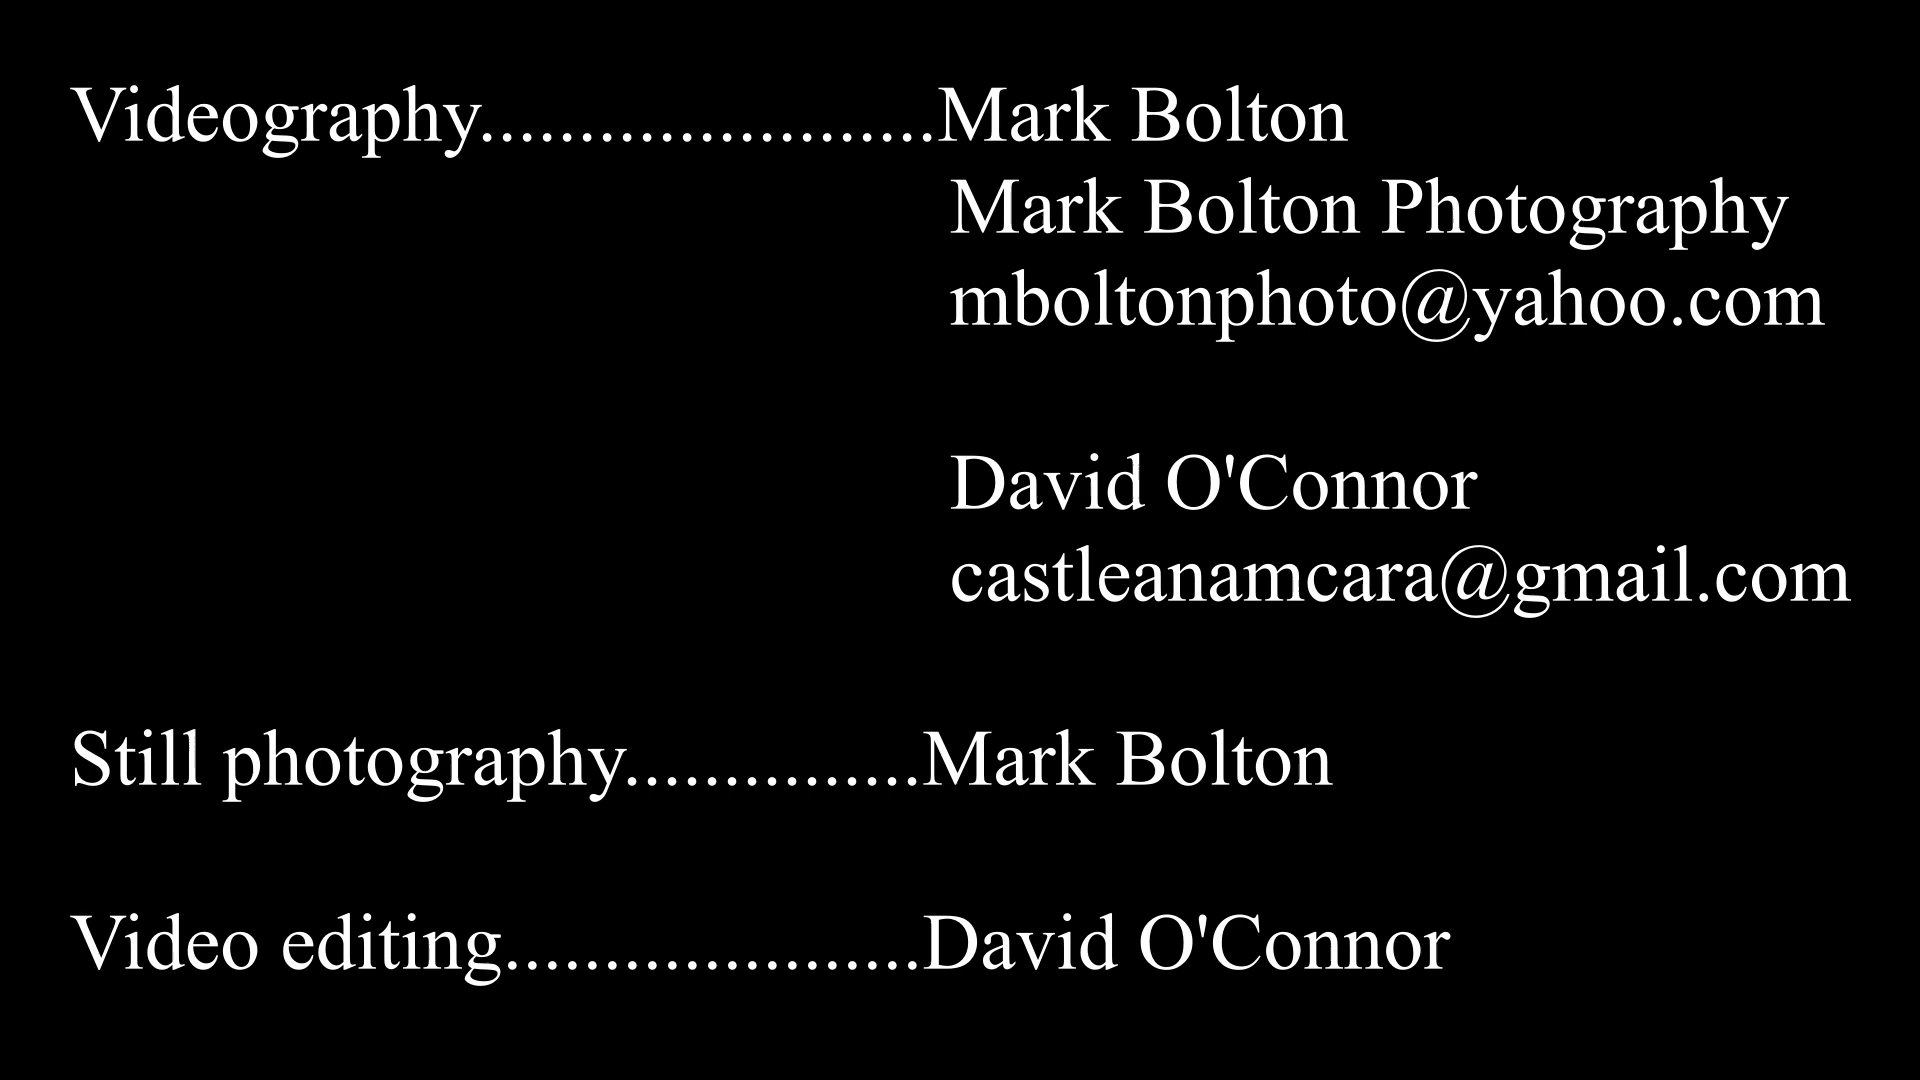 Videography.......................Mark Bolton
Mark Bolton Photography
mboltonphoto@yahoo.com
David O'Connor
castleanamcara@gmail.com
Still photography...............Mark Bolton
Video editing.....................David O'Connor